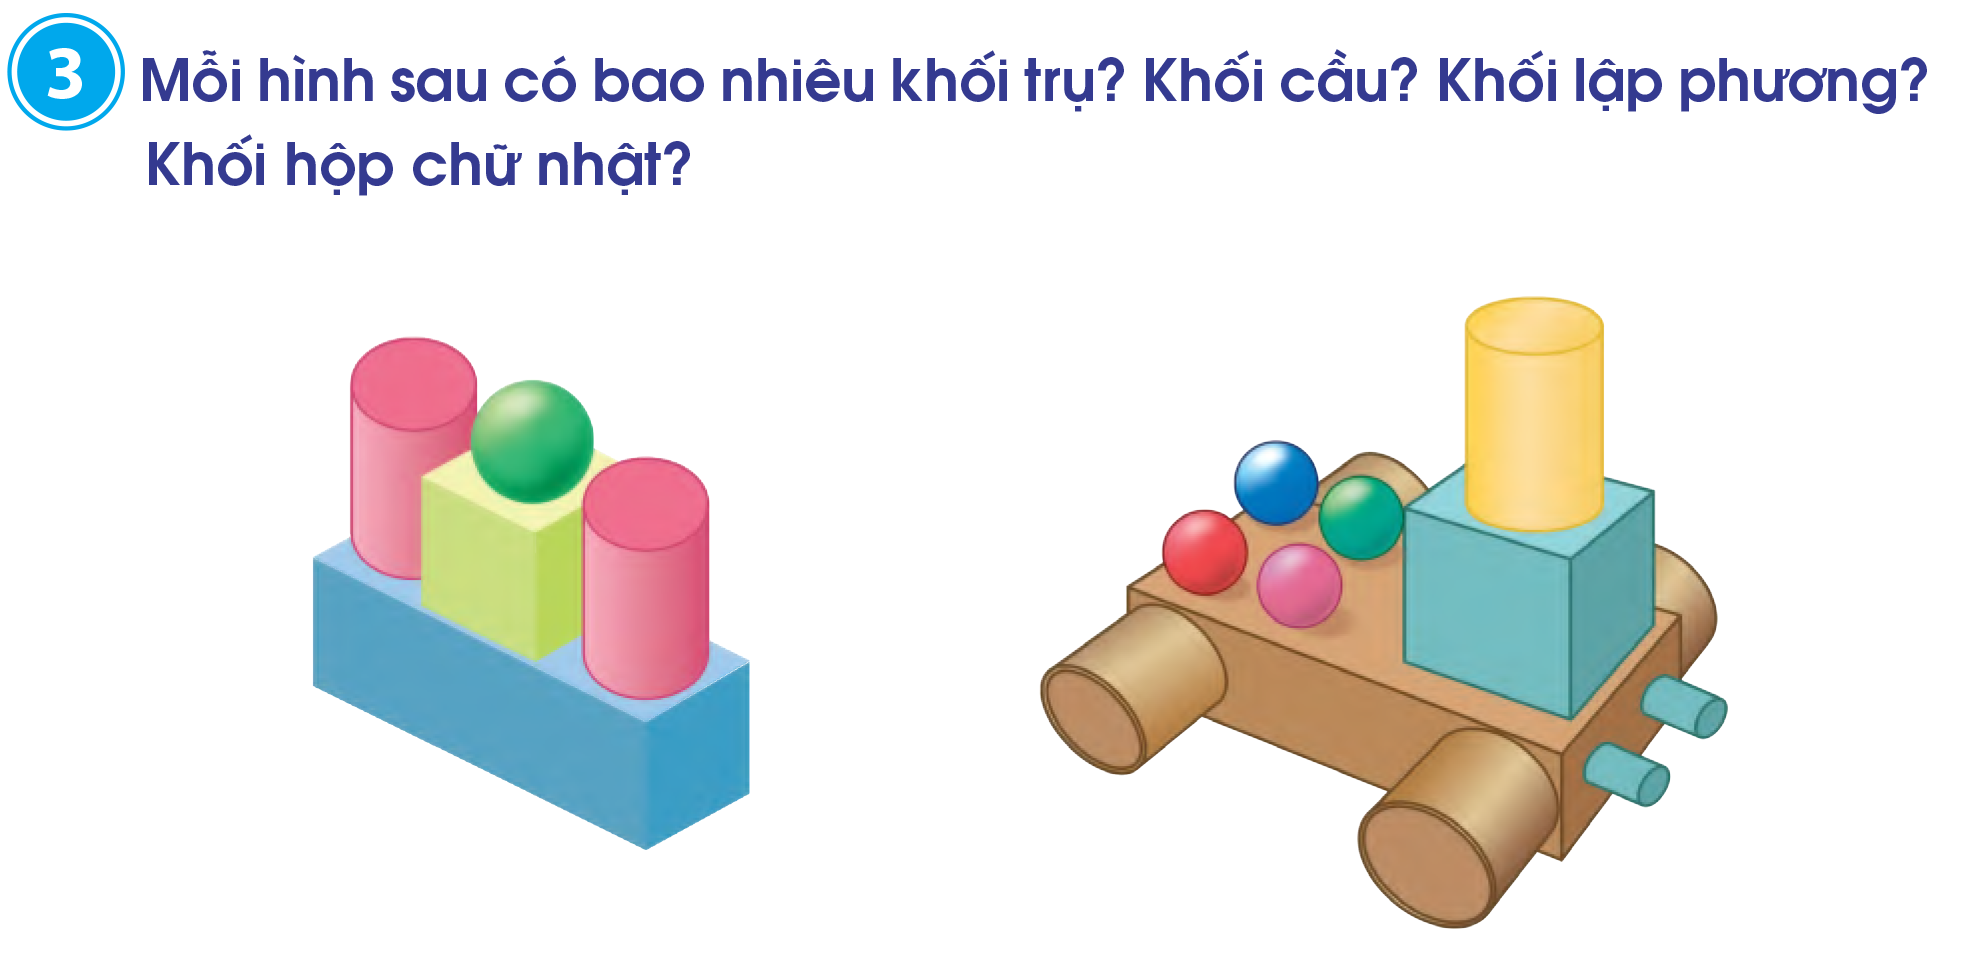 3 Mỗi hình sau có bao nhiêu khối trụ? Khối cầu? Khối lập phương?
Khối hộp chữ nhật?